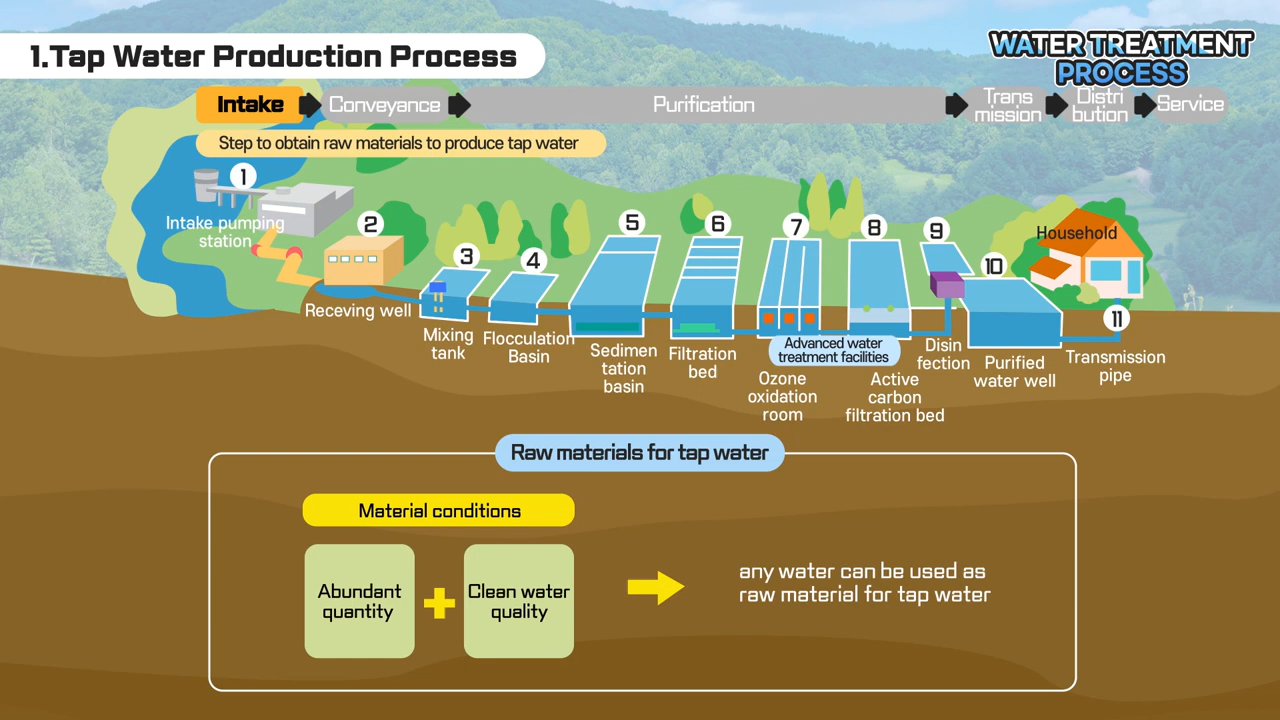 1.Tap Water Production Process
WATER TREATMENT
PROCESS
Intake
Conveyance
Purification
Trans
mission
Distri
bution
Service
Step to obtain raw materials to produce tap water
1
Intake pumping
station
2
Receving well
3
Mixing
tank
4
Flocculation
Basin
5
Sedimen
tation
basin
6
Filtration
bed
7
8
Advanced water
treatment facilities
Ozone
oxidation
room
Active
carbon
filtration bed
9
Disin
fection
10
Purified
water well
Household
11
Transmission
pipe
Raw materials for tap water
Material conditions
Abundant
quantity
+
Clean water
quality
any water can be used as
raw material for tap water